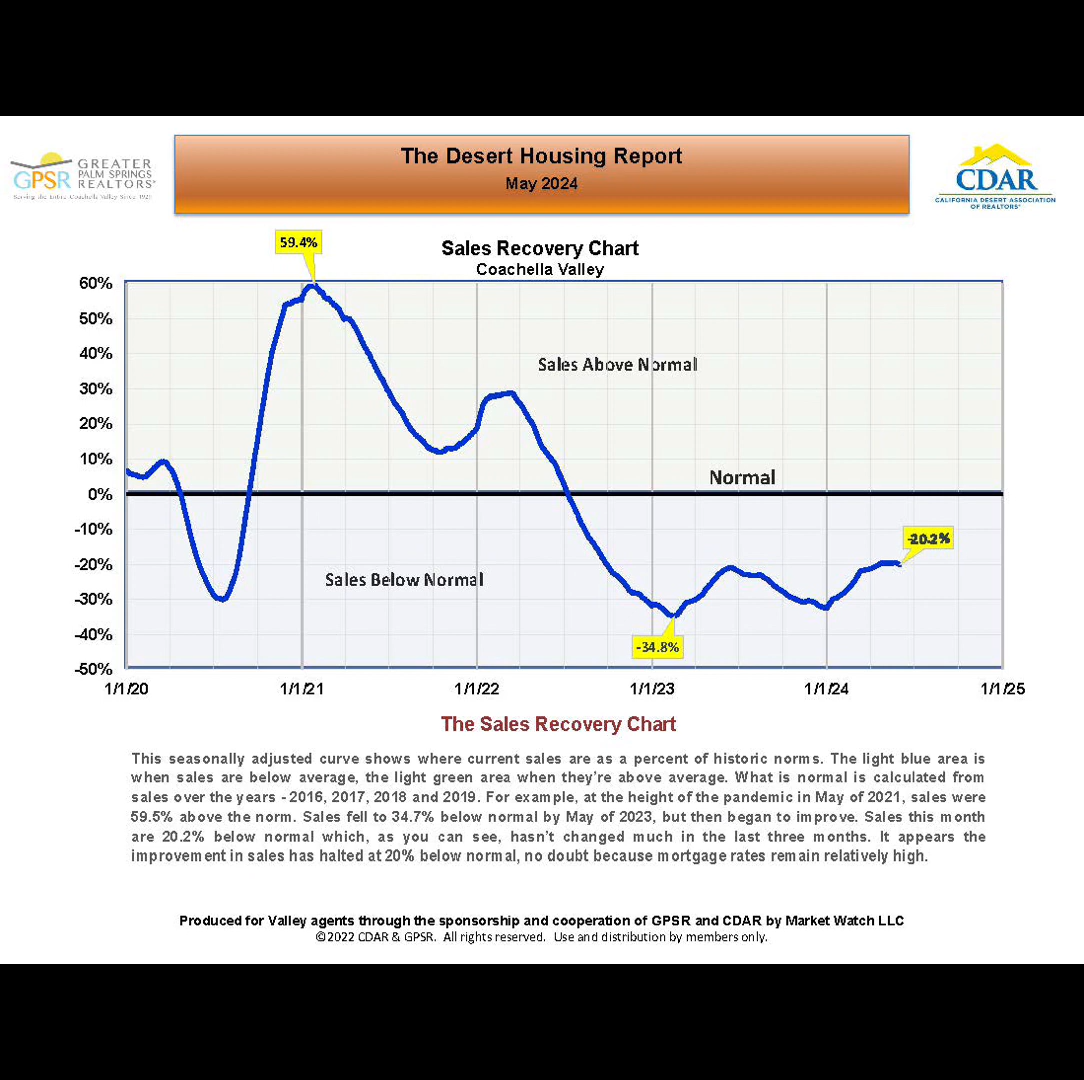 GREATER
PALM SPRINGS
REALTORS®
GPSR
Serving the Entire Coachella Valley Since 1929
The Desert Housing Report
May 2024
CDAR
CALIFORNIA DESERT ASSOCIATION
OF REALTORS®
59.4%
Sales Recovery Chart
Coachella Valley
60%
50%
40%
Sales Above Normal
30%
20%
10%
Normal
0%
-10%
-20.2%
-20%
Sales Below Normal
-30%
-40%
-34.8%
-50%
1/1/20 1/1/21 1/1/22 1/1/23 1/1/24 1/1/25
The Sales Recovery Chart
This seasonally adjusted curve shows where current sales are as a percent of historic norms. The light blue area is
when sales are below average, the light green area when they're above average. What is normal is calculated from
sales over the years - 2016, 2017, 2018 and 2019. For example, at the height of the pandemic in May of 2021, sales were
59.5% above the norm. Sales fell to 34.7% below normal by May of 2023, but then began to improve. Sales this month
are 20.2% below normal which, as you can see, hasn't changed much in the last three months. It appears the
improvement in sales has halted at 20% below normal, no doubt because mortgage rates remain relatively high.
Produced for Valley agents through the sponsorship and cooperation of GPSR and CDAR by Market Watch LLC
©2022 CDAR & GPSR. All rights reserved. Use and distribution by members only.